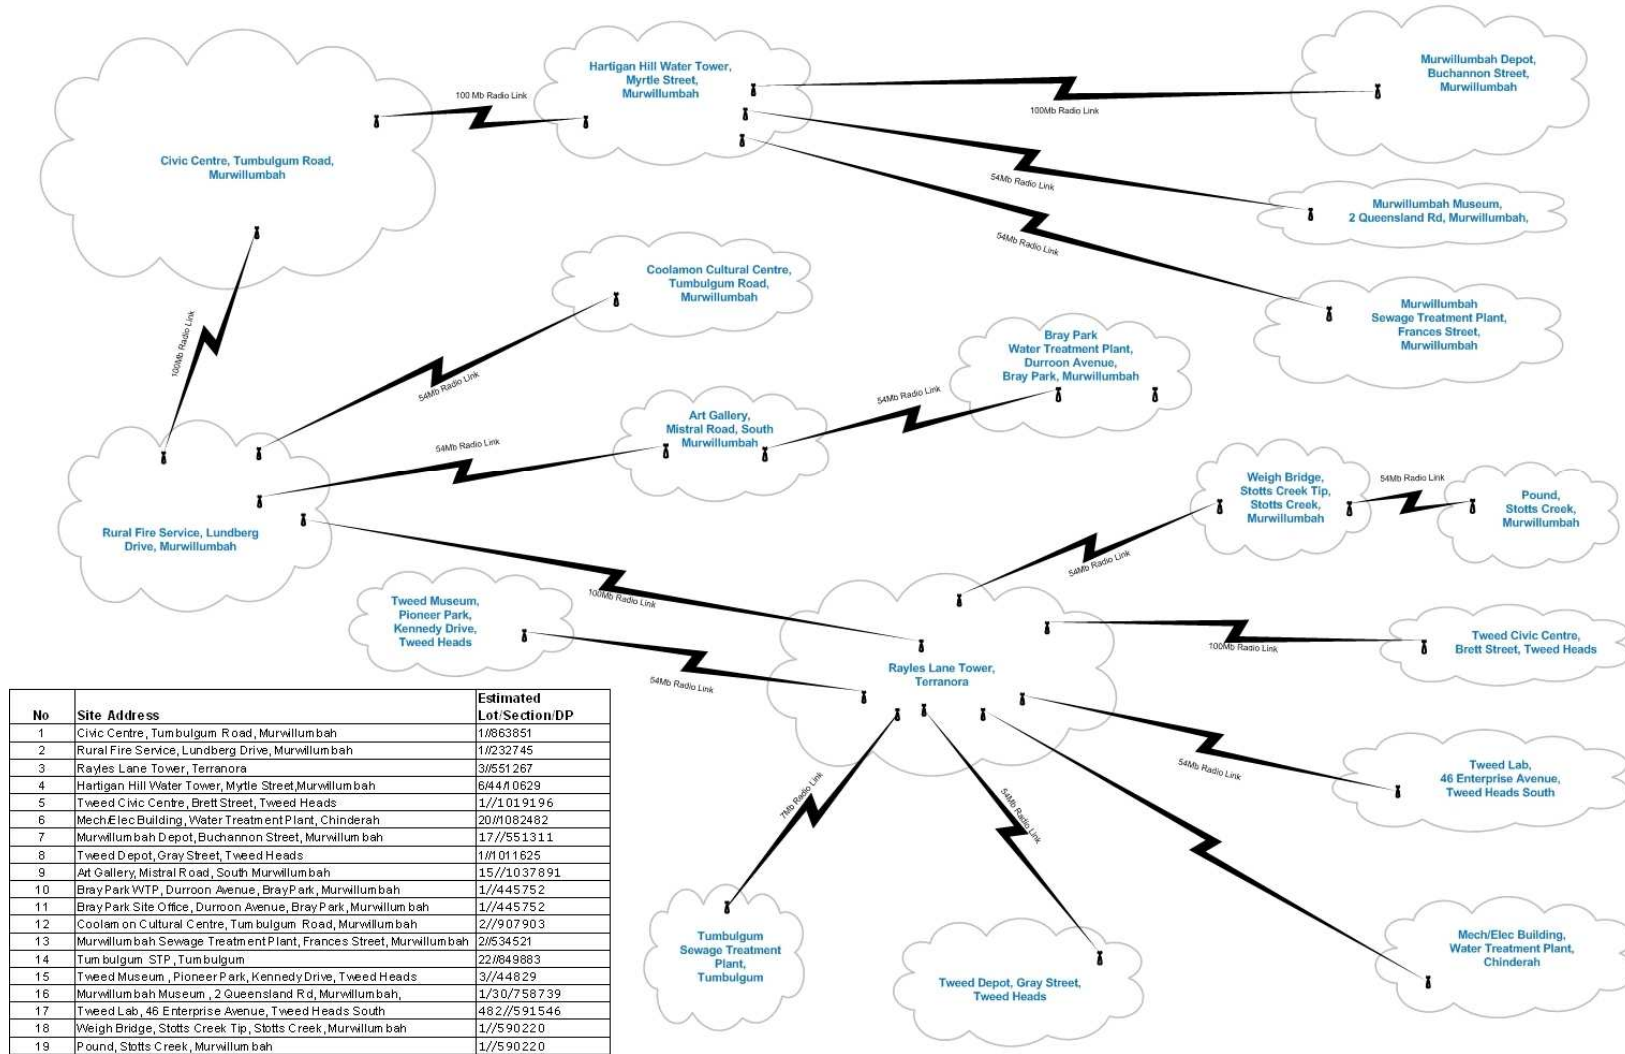 Hartigan Hill Water Tower,
Myrtle Street,
Murwillumbah
Murwillumbah Depot,
Buchannon Street,
Murwillumbah
100 Mb Radio Link
100Mb Radio Link
Civic Centre, Tumbulgum Road,
Murwillumbah
54Mb Radio Link
Murwillumbah Museum,
2 Queensland Rd, Murwillumbah,
54Mb Radio Link
Coolamon Cultural Centre,
Tumbulgum Road,
Murwillumbah
Murwillumbah
Sewage Treatment Plant,
Frances Street,
Murwillumbah
100Mb Radio Link
54Mb Radio Link
Bray Park
Water Treatment Plant,
Durroon Avenue,
Bray Park, Murwillumbah
54Mb Radio Link
Art Gallery,
Mistral Road, South
Murwillumbah
54Mb Radio Link
Weigh Bridge,
Stotts Creek Tip,
Stotts Creek,
Murwillumbah
54Mb Radio Link
Pound,
Stotts Creek,
Murwillumbah
Rural Fire Service, Lundberg
Drive, Murwillumbah
54Mb Radio Link
100Mb Radio Link
Tweed Museum,
Pioneer Park,
Kennedy Drive,
Tweed Heads
Tweed Civic Centre,
Brett Street, Tweed Heads
100Mb Radio Link
Rayles Lane Tower,
Terranora
54Mb Radio Link
54Mb Radio Link
Tweed Lab,
46 Enterprise Avenue,
Tweed Heads South
7Mb Radio Link
54Mb Radio Link
Tumbulgum
Sewage Treatment
Plant,
Tumbulgum
Tweed Depot, Gray Street,
Tweed Heads
Mech/Elec Building,
Water Treatment Plant,
Chinderah
No Site Address Estimated Lot/Section/DP
1 Civic Centre, Tumbulgum Road, Murwillumbah 1//863851
2 Rural Fire Service, Lundberg Drive, Murwillumbah 1//232745
3 Rayles Lane Tower, Terranora 3//551267
4 Hartigan Hill Water Tower, Myrtle Street,Murwillumbah 6/44/10629
5 Tweed Civic Centre, Brett Street, Tweed Heads 1//1019196
6 Mech/Elec Building, Water Treatment Plant, Chinderah 20//1082482
7 Murwillumbah Depot, Buchannon Street, Murwillumbah 17//551311
8 Tweed Depot, Gray Street, Tweed Heads 1//1011625
9 Art Gallery, Mistral Road, South Murwillumbah 15//1037891
10 Bray Park WTP, Durroon Avenue, Bray Park, Murwillumbah 1//445752
11 Bray Park Site Office, Durroon Avenue, Bray Park, Murwillumbah 1//445752
12 Coolamon Cultural Centre, Tumbulgum Road, Murwillumbah 2//907903
13 Murwillumbah Sewage Treatment Plant, Frances Street, Murwillumbah 2//534521
14 Tumbulgum STP, Tumbulgum 22//849883
15 Tweed Museum, Pioneer Park, Kennedy Drive, Tweed Heads 3//44829
16 Murwillumbah Museum, 2 Queensland Rd, Murwillumbah, 1/30/758739
17 Tweed Lab, 46 Enterprise Avenue, Tweed Heads South 482//591546
18 Weigh Bridge, Stotts Creek Tip, Stotts Creek, Murwillumbah 1//590220
19 Pound, Stotts Creek, Murwillumbah 1//590220